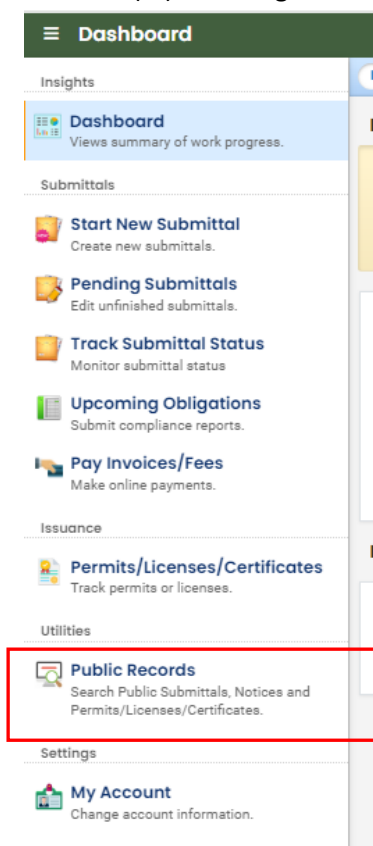 Dashboard
Insights
Dashboard
Views summary of work progress.
Submittals
Start New Submittal
Create new submittals.
Pending Submittals
Edit unfinished submittals.
Track Submittal Status
Monitor submittal status
Upcoming Obligations
Submit compliance reports.
Pay Invoices/Fees
Make online payments.
Issuance
Permits/Licenses/Certificates
Track permits or licenses.
Utilities
Public Records
Search Public Submittals, Notices and
Permits/Licenses/Certificates.
Settings
My Account
Change account information.